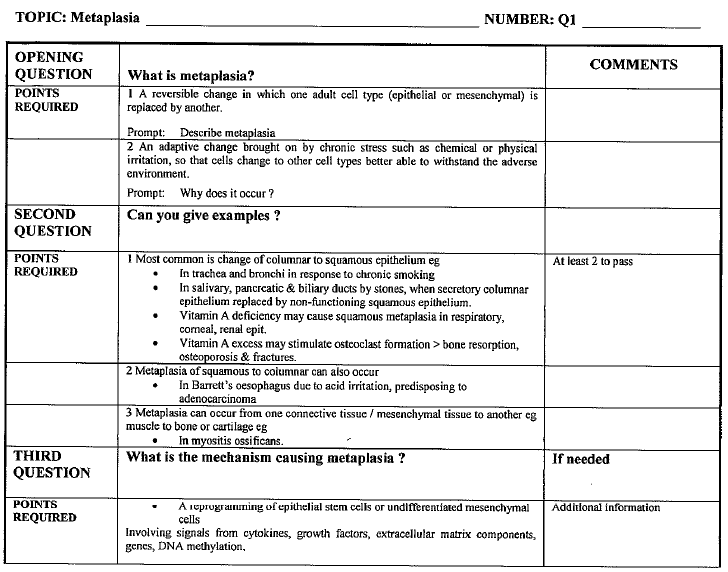 TOPIC: Metaplasia NUMBER: Q1
OPENING QUESTION
What is metaplasia?
COMMENTS
POINTS REQUIRED
1 A reversible change in which one adult cell type (epithelial or mesenchymal) is
replaced by another.
Prompt: Describe metaplasia
2 An adaptive change brought on by chronic stress such as chemical or physical
irritation, so that cells change to other cell types better able to withstand the adverse
environment.
Prompt: Why does it occur ?
SECOND QUESTION
Can you give examples ?
POINTS REQUIRED
1 Most common is change of columnar to squamous epithelium eg
• In trachea and bronchi in response to chronic smoking
• In salivary, pancreatic & biliary ducts by stones, when secretory columnar
epithelium replaced by non-functioning squamous epithelium.
• Vitamin A deficiency may cause squamous metaplasia in respiratory,
corneal, renal epit.
• Vitamin A excess may stimulate osteoclast formation > bone resorption,
osteoporosis & fractures.
At least 2 to pass
2 Metaplasia of squamous to columnar can also occur
• In Barrett's oesophagus due to acid irritation, predisposing to
adenocarcinoma
3 Metaplasia can occur from one connective tissue / mesenchymal tissue to another eg
muscle to bone or cartilage eg
• In myositis ossificans.
THIRD QUESTION
What is the mechanism causing metaplasia ?
If needed
POINTS REQUIRED
• A reprogramming of epithelial stem cells or undifferentiated mesenchymal
cells
Involving signals from cytokines, growth factors, extracellular matrix components,
genes, DNA methylation.
Additional information